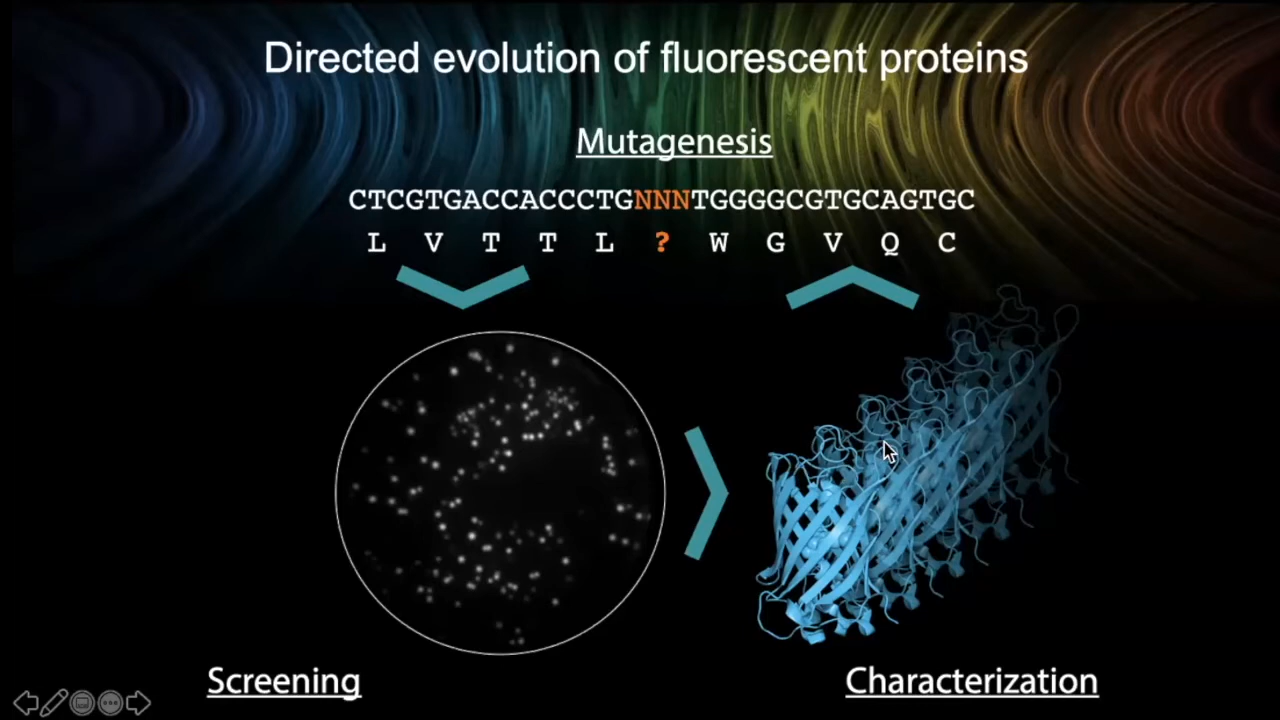 Directed evolution of fluorescent proteins
Mutagenesis
CTCGTGACCACCCTGNNNTGGGGCGTGCAGTGC
L V T T L ? W G V Q C
Screening
Characterization